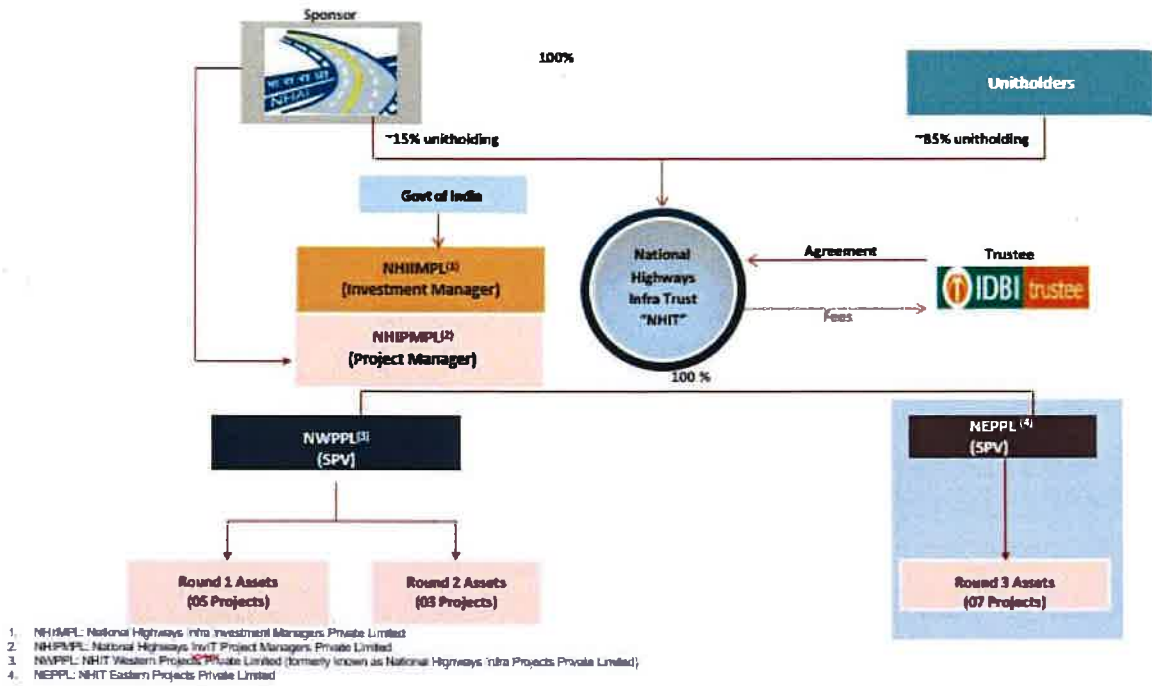 Sponsor
भा रा रा प्रा
NHAI
100%
Unitholders
~15% unitholding
~85% unitholding
Govt of India
NHIIMPL(1)
(Investment Manager)
NHIPMPL(2)
(Project Manager)
National
Highways
Infra Trust
"NHIT"
Agreement
Fees
Trustee
IDBI trustee
100 %
NWPPL(3)
(SPV)
NEPPL (4)
(SPV)
Round 1 Assets
(05 Projects)
Round 2 Assets
(03 Projects)
Round 3 Assets
(07 Projects)
1. NHIIMPL: National Highways Infra Investment Managers Private Limited
2. NHIPMPL: National Highways InvIT Project Managers Private Limited
3. NWPPL: NHIT Western Projects Private Limited (formerly known as National Highways Infra Projects Private Limited)
4. NEPPL: NHIT Eastern Projects Private Limited